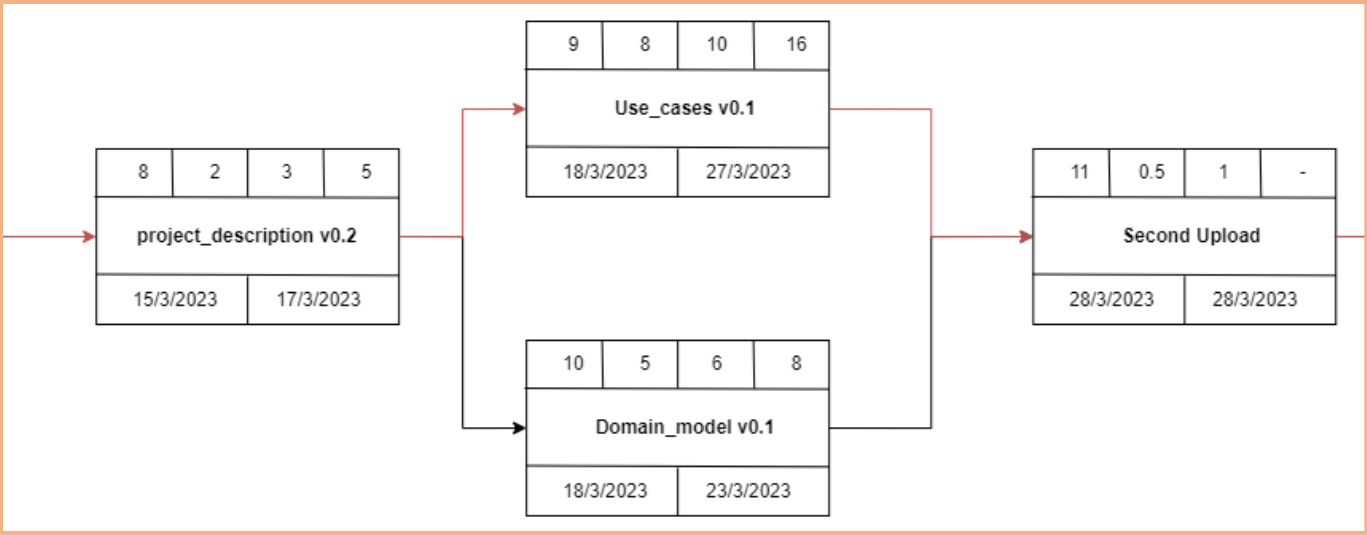 8 2 3 5
project_description v0.2
15/3/2023 17/3/2023
9 8 10 16
Use_cases v0.1
18/3/2023 27/3/2023
10 5 6 8
Domain_model v0.1
18/3/2023 23/3/2023
11 0.5 1 -
Second Upload
28/3/2023 28/3/2023